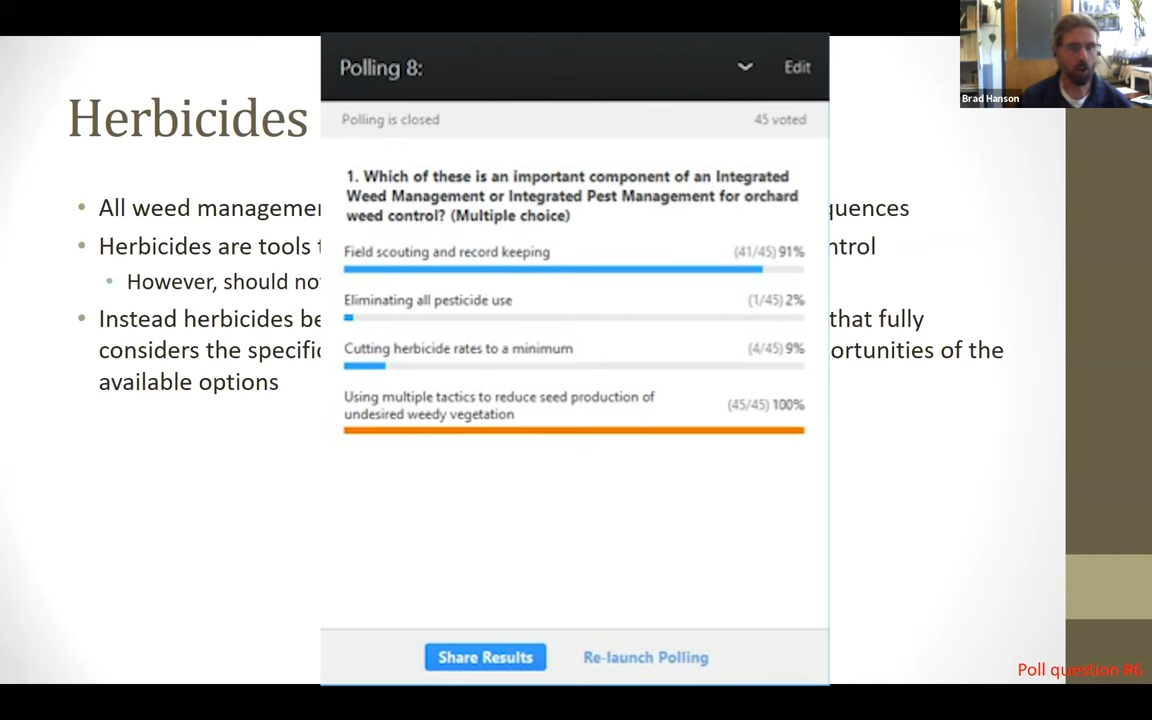 Brad Hanson
Polling 8:
Edit
Polling is closed
45 voted
1. Which of these is an important component of an Integrated
Weed Management or Integrated Pest Management for orchard
weed control? (Multiple choice)
Field scouting and record keeping (41/45) 91%
Eliminating all pesticide use (1/45) 2%
Cutting herbicide rates to a minimum (4/45) 9%
Using multiple tactics to reduce seed production of
undesired weedy vegetation (45/45) 100%
Share Results
Re-launch Polling
Herbicides
• All weed managemen quences
• Herbicides are tools t ntrol
• However, should no
• Instead herbicides be that fully
considers the specific ortunities of the
available options
Poll question #6